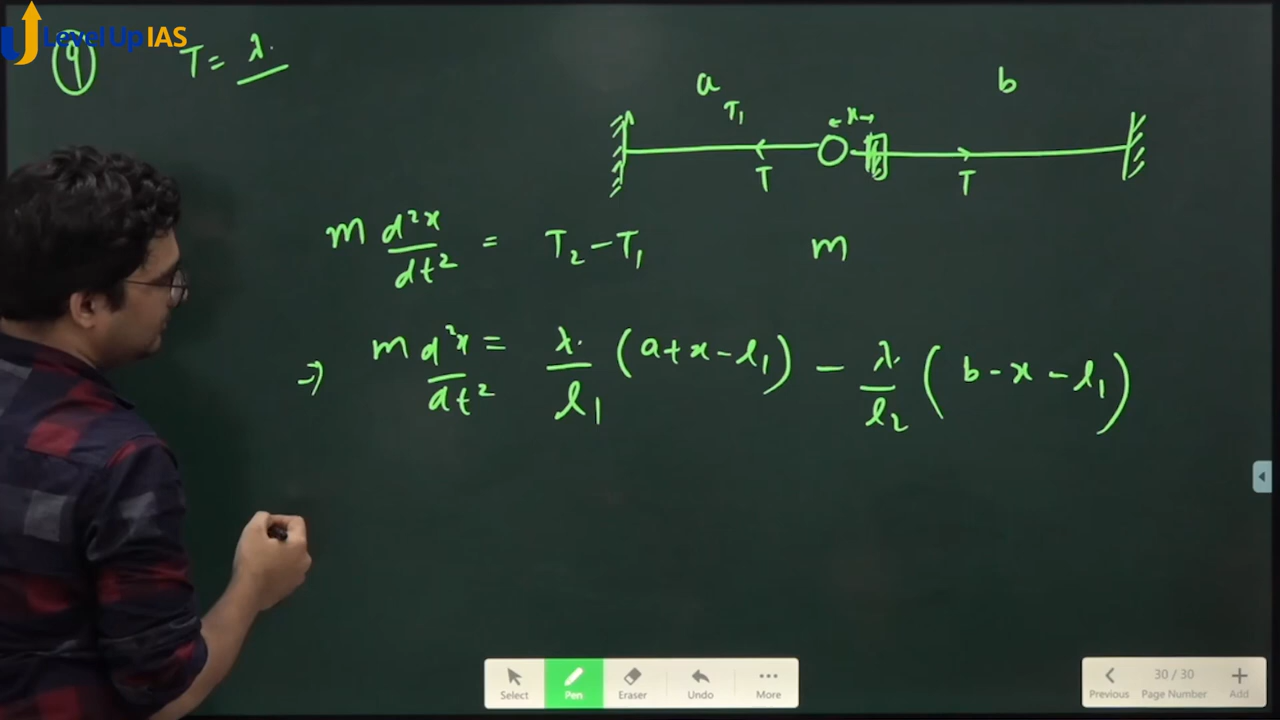 Level Up IAS
9 T = λ
a b
T₁ x
T T
m d²x/dt² = T₂ - T₁ m
→ m d²x/dt² = λ/l₁ (a+x-l₁) - λ/l₂ (b-x-l₁)
Select Pen Eraser Undo More
30 / 30
Previous Page Number Add